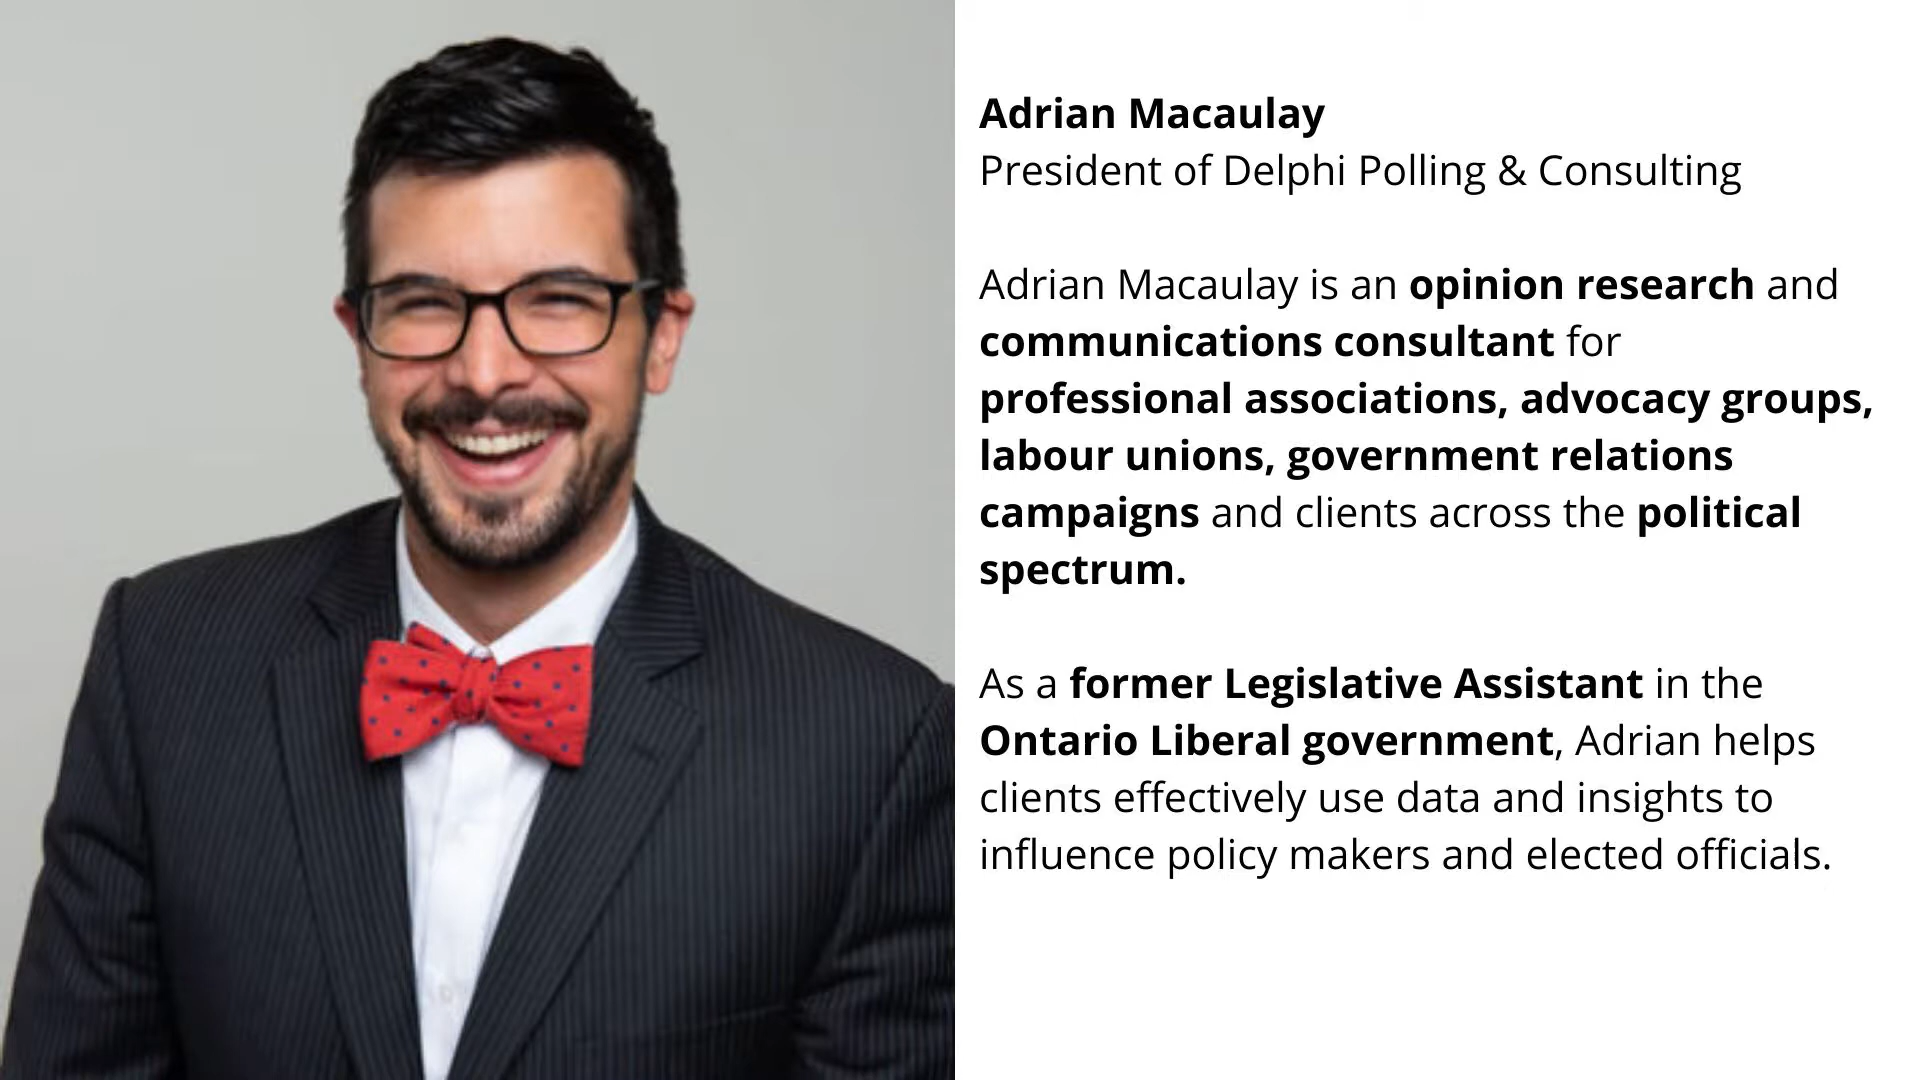 Adrian Macaulay
President of Delphi Polling & Consulting
Adrian Macaulay is an opinion research and
communications consultant for
professional associations, advocacy groups,
labour unions, government relations
campaigns and clients across the political
spectrum.
As a former Legislative Assistant in the
Ontario Liberal government, Adrian helps
clients effectively use data and insights to
influence policy makers and elected officials.